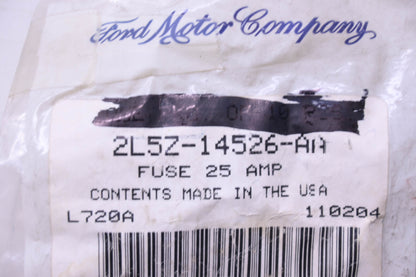 Ford Motor Company
2L5Z-14526-AA
FUSE 25 AMP
CONTENTS MADE IN THE USA
L720A 110204